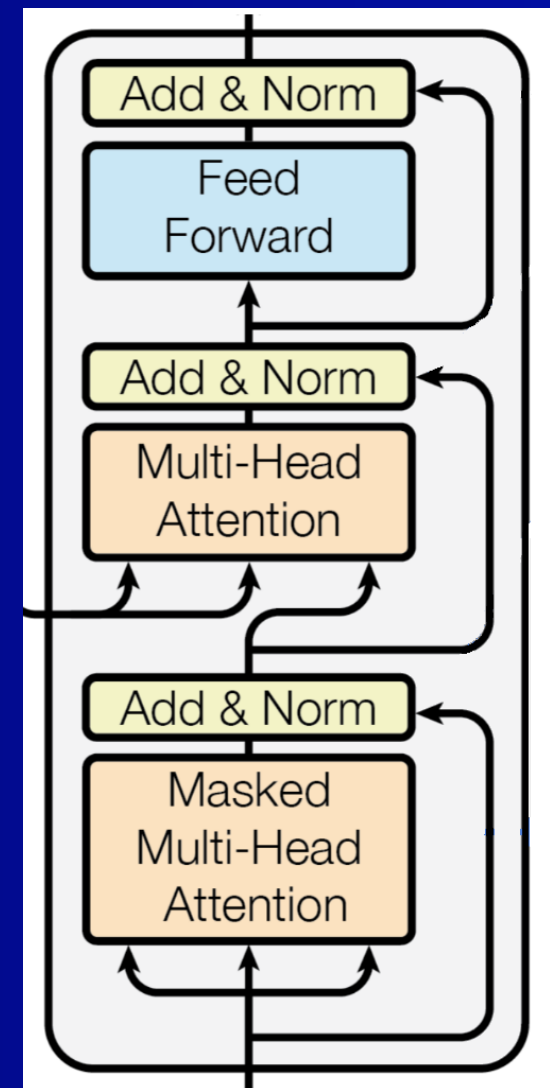 Add & Norm
Feed
Forward
Add & Norm
Multi-Head
Attention
Add & Norm
Masked
Multi-Head
Attention